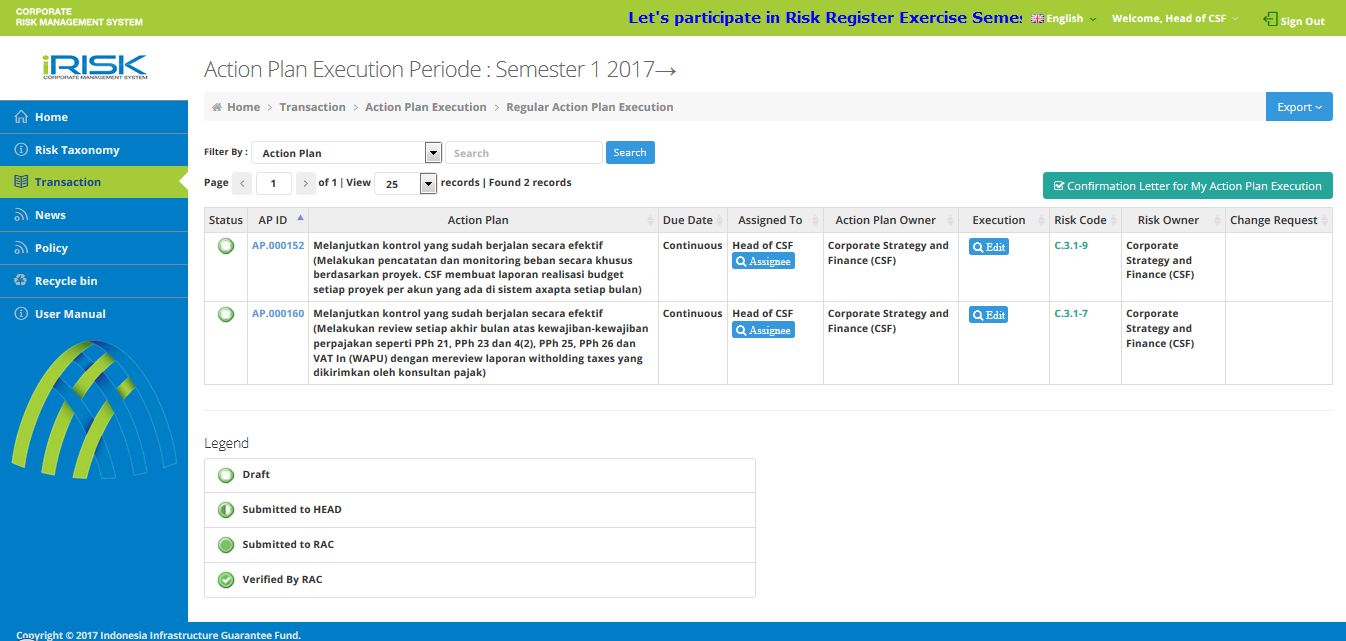 CORPORATE
RISK MANAGEMENT SYSTEM
Let's participate in Risk Register Exercise
English
Welcome, Head of CSF
Sign Out
iRISK
CORPORATE MANAGEMENT SYSTEM
Home
Risk Taxonomy
Transaction
News
Policy
Recycle bin
User Manual
Action Plan Execution Periode : Semester 1 2017→
Home > Transaction > Action Plan Execution > Regular Action Plan Execution
Export
Filter By : Action Plan Search Search
Page < 1 > of 1 | View 25 records | Found 2 records
Confirmation Letter for My Action Plan Execution
Status AP ID Action Plan Due Date Assigned To Action Plan Owner Execution Risk Code Risk Owner Change Request
AP.000152
Melanjutkan kontrol yang sudah berjalan secara efektif
(Melakukan pencatatan dan monitoring beban secara khusus
berdasarkan proyek. CSF membuat laporan realisasi budget
setiap proyek per akun yang ada di sistem axapta setiap bulan)
Continuous
Head of CSF
Assignee
Corporate Strategy and
Finance (CSF)
Edit
C.3.1-9
Corporate
Strategy and
Finance (CSF)
AP.000160
Melanjutkan kontrol yang sudah berjalan secara efektif
(Melakukan review setiap akhir bulan atas kewajiban-kewajiban
perpajakan seperti PPh 21, PPh 23 dan 4(2), PPh 25, PPh 26 dan
VAT In (WAPU) dengan mereview laporan witholding taxes yang
dikirimkan oleh konsultan pajak)
Continuous
Head of CSF
Assignee
Corporate Strategy and
Finance (CSF)
Edit
C.3.1-7
Corporate
Strategy and
Finance (CSF)
Legend
Draft
Submitted to HEAD
Submitted to RAC
Verified By RAC
Copyright © 2017 Indonesia Infrastructure Guarantee Fund.